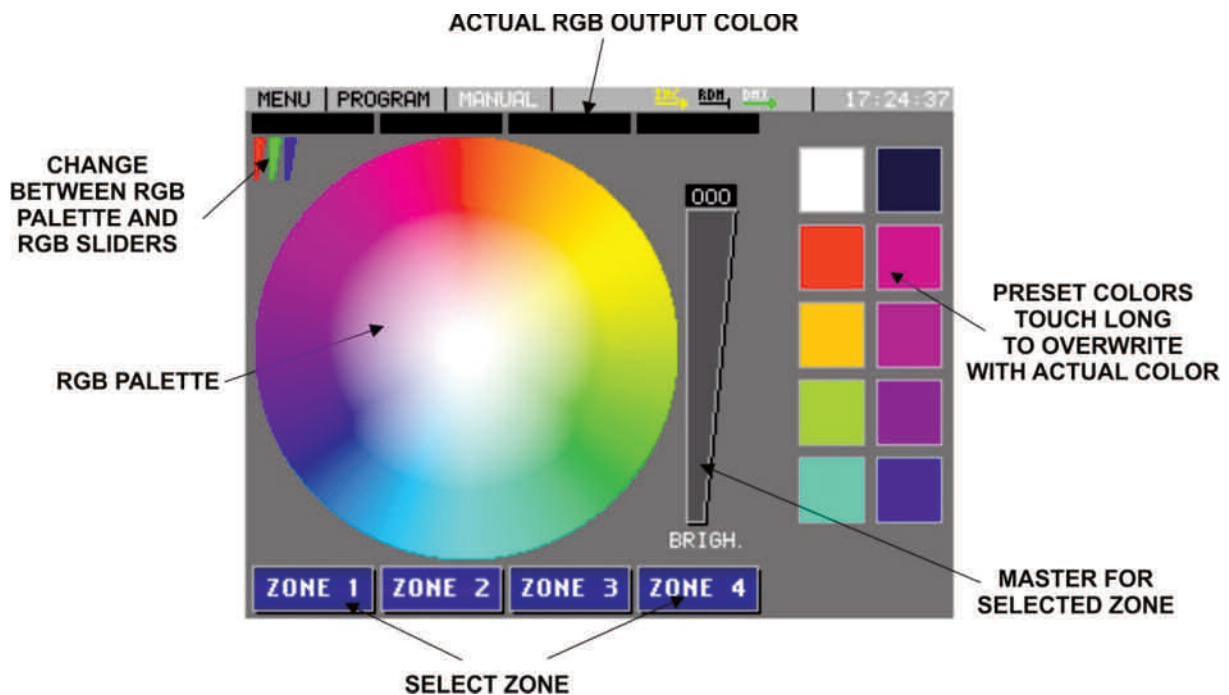 ACTUAL RGB OUTPUT COLOR
MENU PROGRAM MANUAL RDM DMX 17:24:37
CHANGE
BETWEEN RGB
PALETTE AND
RGB SLIDERS
000
PRESET COLORS
TOUCH LONG
TO OVERWRITE
WITH ACTUAL COLOR
RGB PALETTE
BRIGH.
ZONE 1 ZONE 2 ZONE 3 ZONE 4
MASTER FOR
SELECTED ZONE
SELECT ZONE